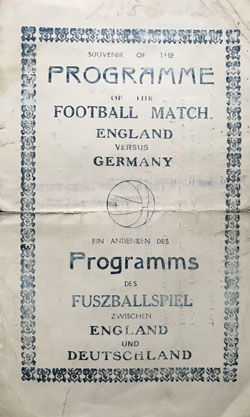 SOUVENIR OF THE
PROGRAMME
OF THE
FOOTBALL MATCH
ENGLAND
VERSUS
GERMANY
EIN ANDENKEN DES
Programms
DES
FUSZBALLSPIEL
ZWISCHEN
ENGLAND
UND
DEUTSCHLAND